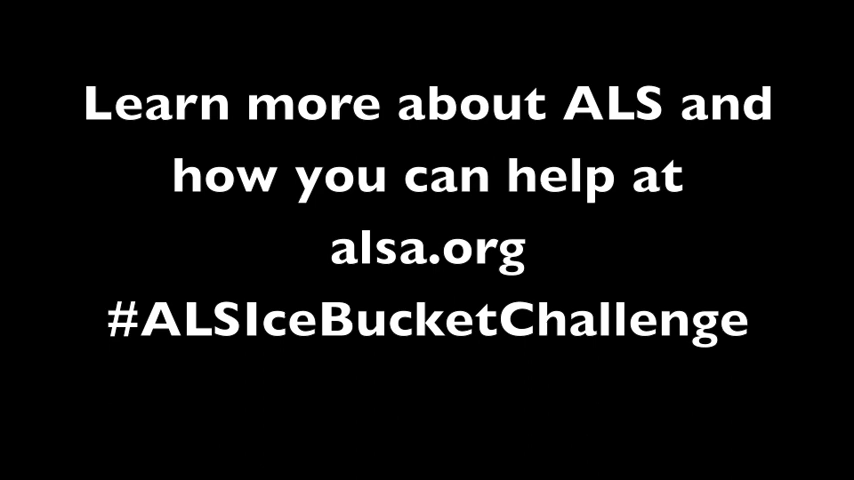 Learn more about ALS and
how you can help at
alsa.org
#ALSIceBucketChallenge